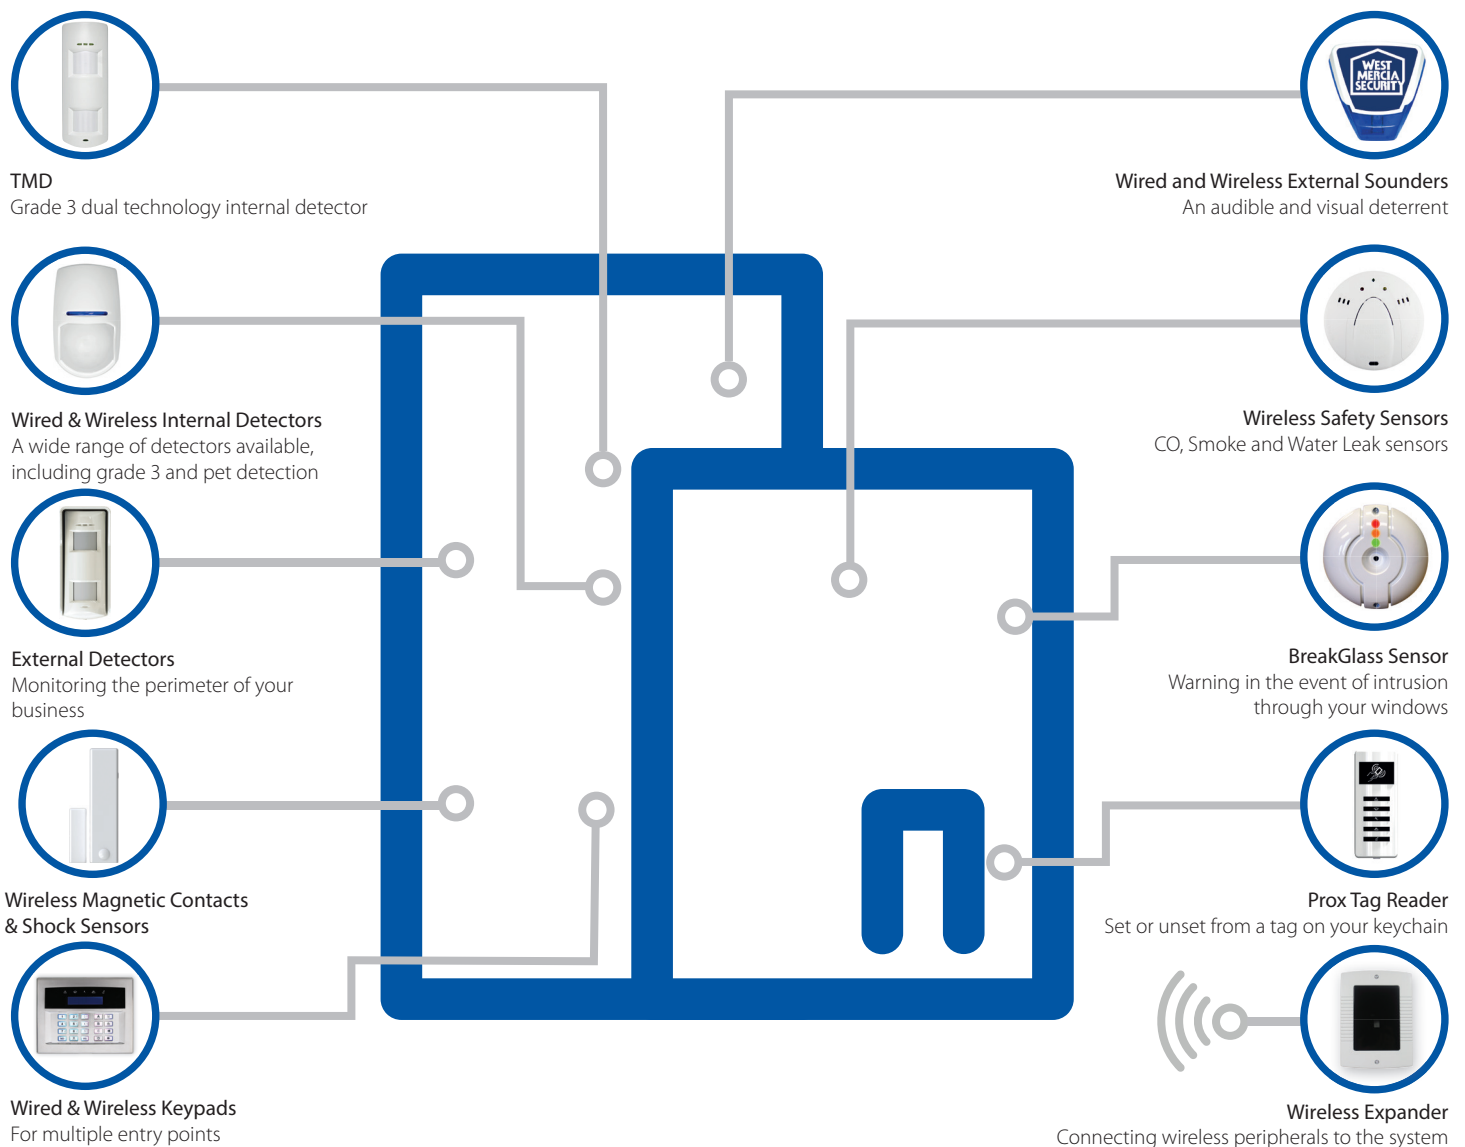 TMD
Grade 3 dual technology internal detector
Wired & Wireless Internal Detectors
A wide range of detectors available,
including grade 3 and pet detection
External Detectors
Monitoring the perimeter of your
business
Wireless Magnetic Contacts
& Shock Sensors
Wired & Wireless Keypads
For multiple entry points
WEST
MERCIA
SECURITY
Wired and Wireless External Sounders
An audible and visual deterrent
Wireless Safety Sensors
CO, Smoke and Water Leak sensors
BreakGlass Sensor
Warning in the event of intrusion
through your windows
Prox Tag Reader
Set or unset from a tag on your keychain
Wireless Expander
Connecting wireless peripherals to the system